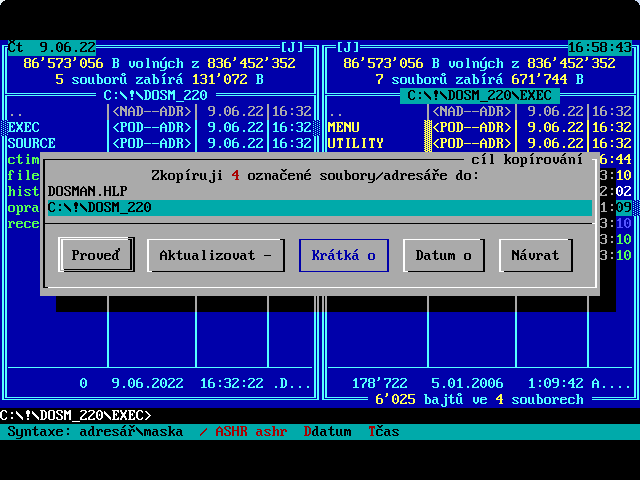 Čt 9.06.22 [J] [J] 16:58:43
86'573'056 B volných z 836'452'352 86'573'056 B volných z 836'452'352
5 souborů zabírá 131'072 B 7 souborů zabírá 671'744 B
C:\!\DOSM_220 C:\!\DOSM_220\EXEC
.. <NAD--ADR> 9.06.22 16:32 .. <NAD--ADR> 9.06.22 16:32
EXEC <POD--ADR> 9.06.22 16:32 MENU <POD--ADR> 9.06.22 16:32
SOURCE <POD--ADR> 9.06.22 16:32 UTILITY <POD--ADR> 9.06.22 16:32
ctim 6:44
file 3:10
hist 2:02
opra 1:09
rece 3:10
3:10
3:10
cíl kopírování
Zkopíruji 4 označené soubory/adresáře do:
DOSMAN.HLP
C:\!\DOSM_220
Proveď Aktualizovat - Krátká o Datum o Návrat
0 9.06.2022 16:32:22 .D... 178'722 5.01.2006 1:09:42 A....
6'025 bajtů ve 4 souborech
C:\!\DOSM_220\EXEC>
Syntaxe: adresář\maska / ASHR ashr Ddatum Tčas